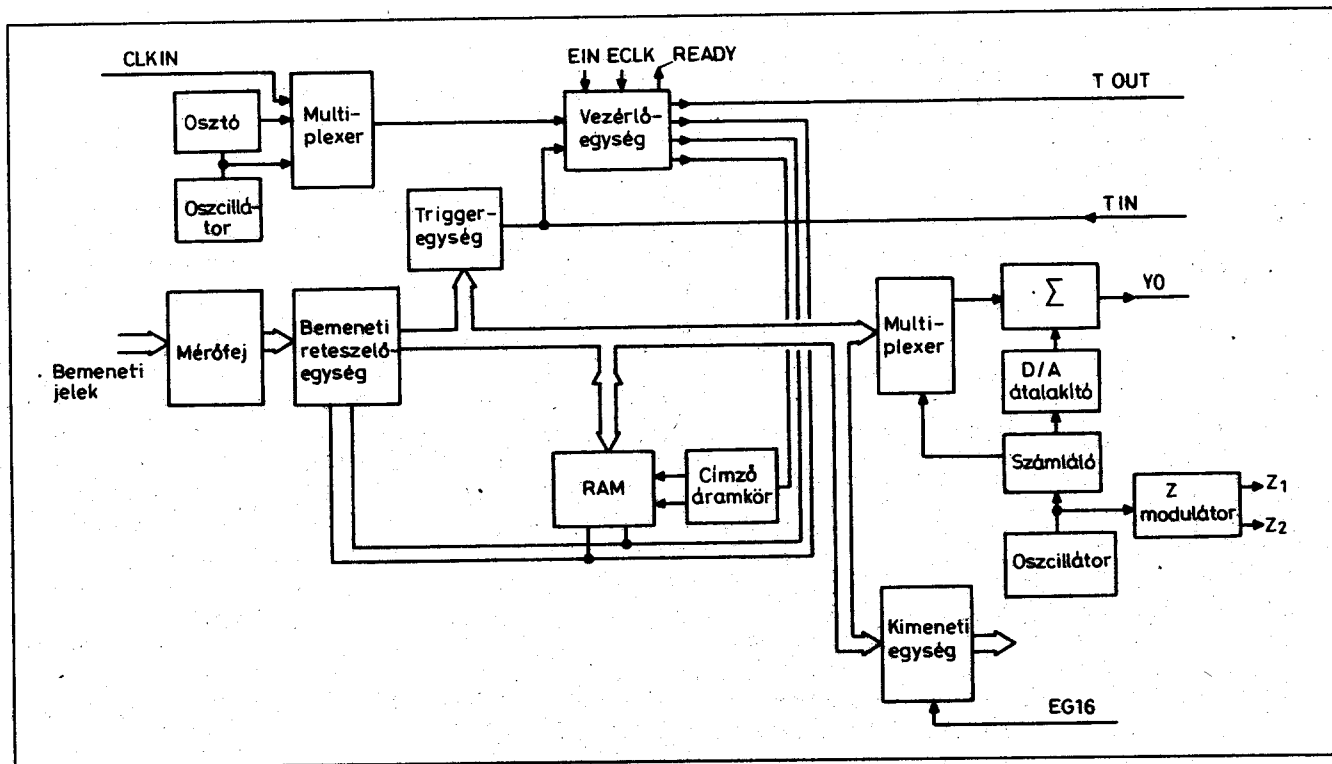 CLKIN
EIN ECLK READY
T OUT
Osztó
Multi-
plexer
Vezérlő-
egység
Oszcillá-
tor
Trigger-
egység
T IN
Mérőfej
Bemeneti
reteszelő-
egység
Bemeneti
jelek
Multi-
plexer
Σ
YO
D/A
átalakító
Számláló
RAM
Címző
áramkör
Z
modulátor
Z1
Z2
Oszcillátor
Kimeneti
egység
EG16